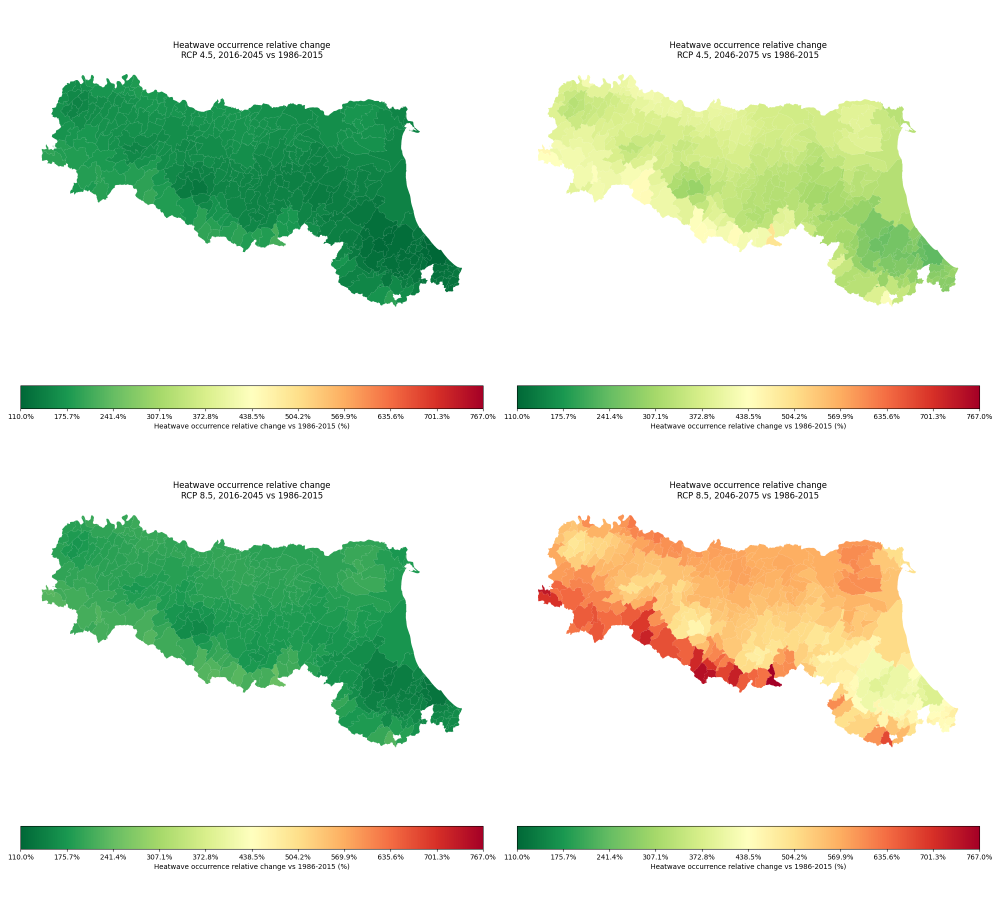 Heatwave occurrence relative change
RCP 4.5, 2016-2045 vs 1986-2015
110.0% 175.7% 241.4% 307.1% 372.8% 438.5% 504.2% 569.9% 635.6% 701.3% 767.0%
Heatwave occurrence relative change vs 1986-2015 (%)
Heatwave occurrence relative change
RCP 4.5, 2046-2075 vs 1986-2015
110.0% 175.7% 241.4% 307.1% 372.8% 438.5% 504.2% 569.9% 635.6% 701.3% 767.0%
Heatwave occurrence relative change vs 1986-2015 (%)
Heatwave occurrence relative change
RCP 8.5, 2016-2045 vs 1986-2015
110.0% 175.7% 241.4% 307.1% 372.8% 438.5% 504.2% 569.9% 635.6% 701.3% 767.0%
Heatwave occurrence relative change vs 1986-2015 (%)
Heatwave occurrence relative change
RCP 8.5, 2046-2075 vs 1986-2015
110.0% 175.7% 241.4% 307.1% 372.8% 438.5% 504.2% 569.9% 635.6% 701.3% 767.0%
Heatwave occurrence relative change vs 1986-2015 (%)